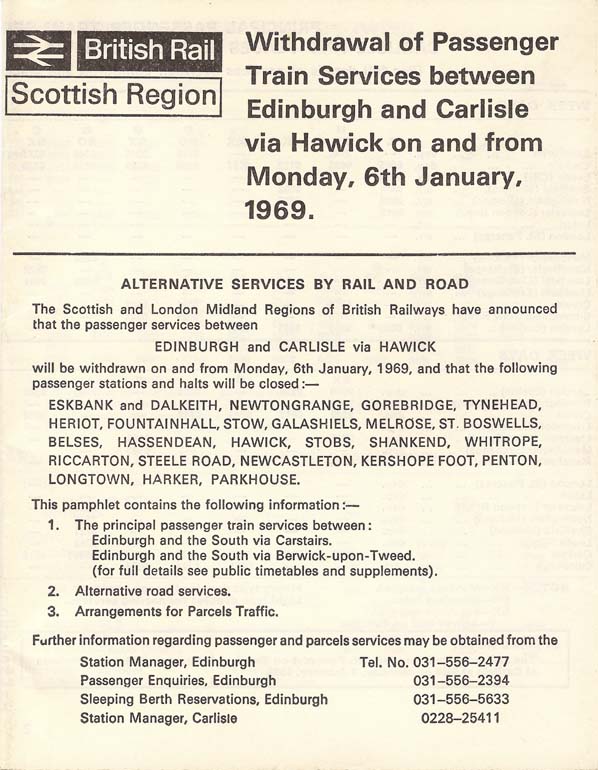 British Rail
Scottish Region
Withdrawal of Passenger
Train Services between
Edinburgh and Carlisle
via Hawick on and from
Monday, 6th January,
1969.
ALTERNATIVE SERVICES BY RAIL AND ROAD
The Scottish and London Midland Regions of British Railways have announced
that the passenger services between
EDINBURGH and CARLISLE via HAWICK
will be withdrawn on and from Monday, 6th January, 1969, and that the following
passenger stations and halts will be closed:—
ESKBANK and DALKEITH, NEWTONGRANGE, GOREBRIDGE, TYNEHEAD,
HERIOT, FOUNTAINHALL, STOW, GALASHIELS, MELROSE, ST. BOSWELLS,
BELSES, HASSENDEAN, HAWICK, STOBS, SHANKEND, WHITROPE,
RICCARTON, STEELE ROAD, NEWCASTLETON, KERSHOPE FOOT, PENTON,
LONGTOWN, HARKER, PARKHOUSE.
This pamphlet contains the following information:—
1. The principal passenger train services between:
Edinburgh and the South via Carstairs.
Edinburgh and the South via Berwick-upon-Tweed.
(for full details see public timetables and supplements).
2. Alternative road services.
3. Arrangements for Parcels Traffic.
Further information regarding passenger and parcels services may be obtained from the
Station Manager, Edinburgh Tel. No. 031–556–2477
Passenger Enquiries, Edinburgh 031–556–2394
Sleeping Berth Reservations, Edinburgh 031–556–5633
Station Manager, Carlisle 0228–25411